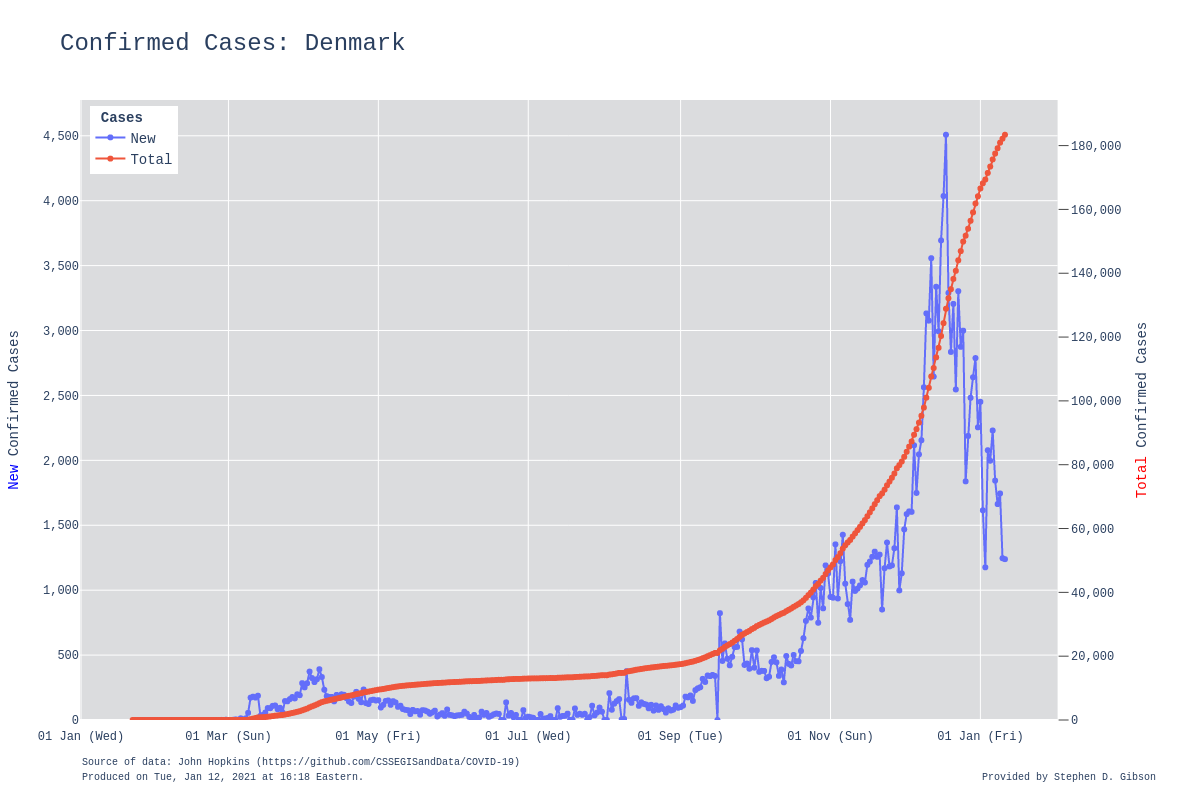 Confirmed Cases: Denmark
Cases
New
Total
4,500
4,000
3,500
3,000
2,500
2,000
1,500
1,000
500
0
New Confirmed Cases
180,000
160,000
140,000
120,000
100,000
80,000
60,000
40,000
20,000
0
Total Confirmed Cases
01 Jan (Wed) 01 Mar (Sun) 01 May (Fri) 01 Jul (Wed) 01 Sep (Tue) 01 Nov (Sun) 01 Jan (Fri)
Source of data: John Hopkins (https://github.com/CSSEGISandData/COVID-19)
Produced on Tue, Jan 12, 2021 at 16:18 Eastern.
Provided by Stephen D. Gibson